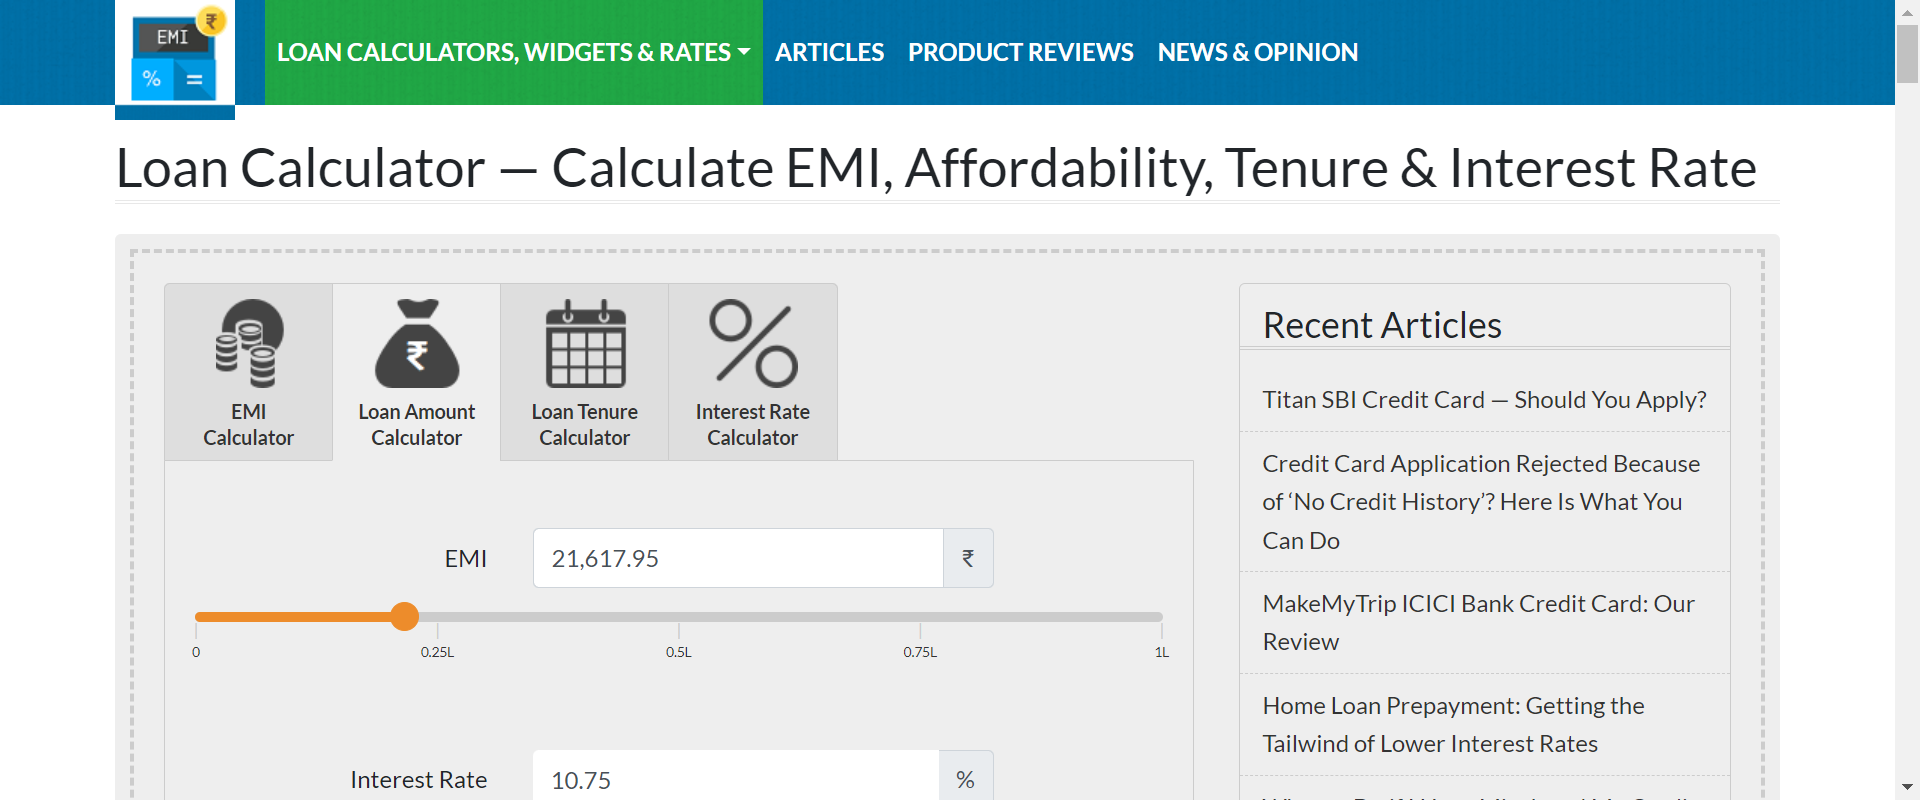 EMI
₹
%
=
LOAN CALCULATORS, WIDGETS & RATES
ARTICLES
PRODUCT REVIEWS
NEWS & OPINION
Loan Calculator — Calculate EMI, Affordability, Tenure & Interest Rate
EMI
Calculator
₹
Loan Amount
Calculator
Loan Tenure
Calculator
Interest Rate
Calculator
EMI
21,617.95
₹
0
0.25L
0.5L
0.75L
1L
Interest Rate
10.75
%
Recent Articles
Titan SBI Credit Card — Should You Apply?
Credit Card Application Rejected Because
of ‘No Credit History’? Here Is What You
Can Do
MakeMyTrip ICICI Bank Credit Card: Our
Review
Home Loan Prepayment: Getting the
Tailwind of Lower Interest Rates